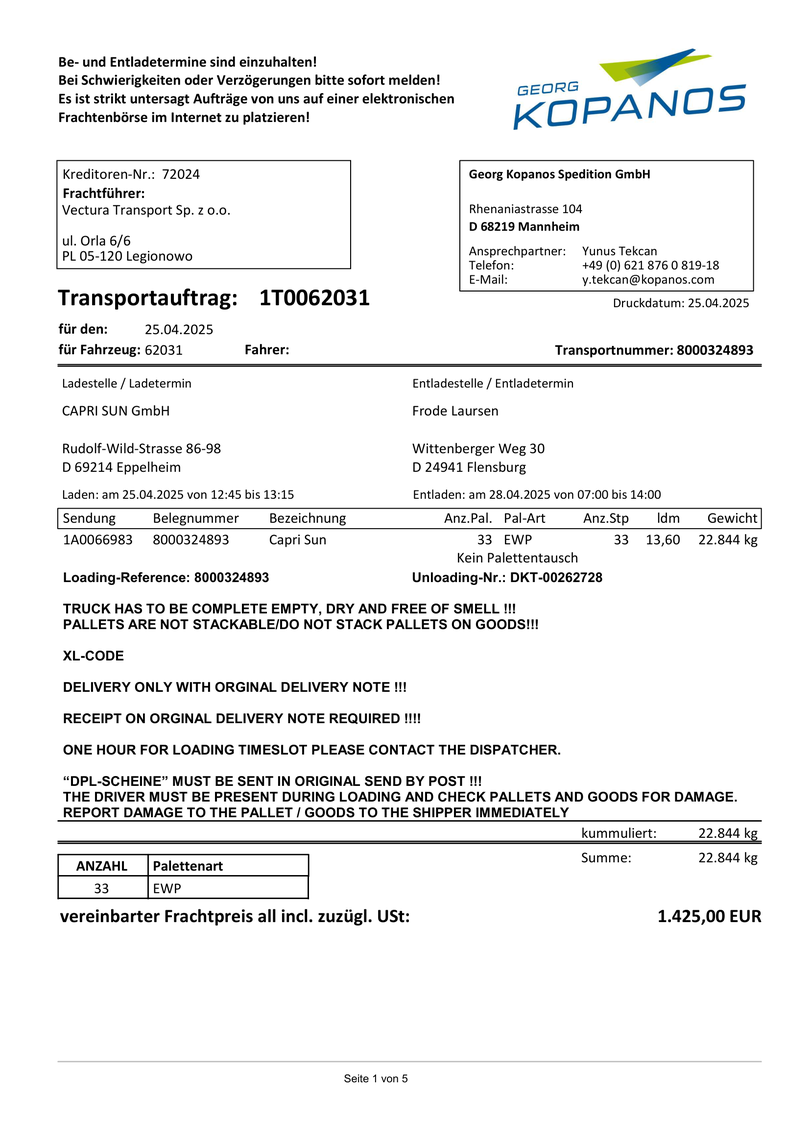 Be- und Entladetermine sind einzuhalten!
Bei Schwierigkeiten oder Verzögerungen bitte sofort melden!
Es ist strikt untersagt Aufträge von uns auf einer elektronischen
Frachtenbörse im Internet zu platzieren!
GEORG
KOPANOS
Kreditoren-Nr.: 72024
Frachtführer:
Vectura Transport Sp. z o.o.
ul. Orla 6/6
PL 05-120 Legionowo
Georg Kopanos Spedition GmbH
Rhenaniastrasse 104
D 68219 Mannheim
Ansprechpartner: Yunus Tekcan
Telefon: +49 (0) 621 876 0 819-18
E-Mail: y.tekcan@kopanos.com
Transportauftrag: 1T0062031
Druckdatum: 25.04.2025
für den: 25.04.2025
für Fahrzeug: 62031 Fahrer: Transportnummer: 8000324893
Ladestelle / Ladetermin Entladestelle / Entladetermin
CAPRI SUN GmbH Frode Laursen
Rudolf-Wild-Strasse 86-98 Wittenberger Weg 30
D 69214 Eppelheim D 24941 Flensburg
Laden: am 25.04.2025 von 12:45 bis 13:15 Entladen: am 28.04.2025 von 07:00 bis 14:00
Sendung Belegnummer Bezeichnung Anz.Pal. Pal-Art Anz.Stp ldm Gewicht
1A0066983 8000324893 Capri Sun 33 EWP 33 13,60 22.844 kg
Kein Palettentausch
Loading-Reference: 8000324893 Unloading-Nr.: DKT-00262728
TRUCK HAS TO BE COMPLETE EMPTY, DRY AND FREE OF SMELL !!!
PALLETS ARE NOT STACKABLE/DO NOT STACK PALLETS ON GOODS!!!
XL-CODE
DELIVERY ONLY WITH ORGINAL DELIVERY NOTE !!!
RECEIPT ON ORGINAL DELIVERY NOTE REQUIRED !!!!
ONE HOUR FOR LOADING TIMESLOT PLEASE CONTACT THE DISPATCHER.
“DPL-SCHEINE” MUST BE SENT IN ORIGINAL SEND BY POST !!!
THE DRIVER MUST BE PRESENT DURING LOADING AND CHECK PALLETS AND GOODS FOR DAMAGE.
REPORT DAMAGE TO THE PALLET / GOODS TO THE SHIPPER IMMEDIATELY
kummuliert: 22.844 kg
Summe: 22.844 kg
ANZAHL Palettenart
33 EWP
vereinbarter Frachtpreis all incl. zuzügl. USt: 1.425,00 EUR
Seite 1 von 5